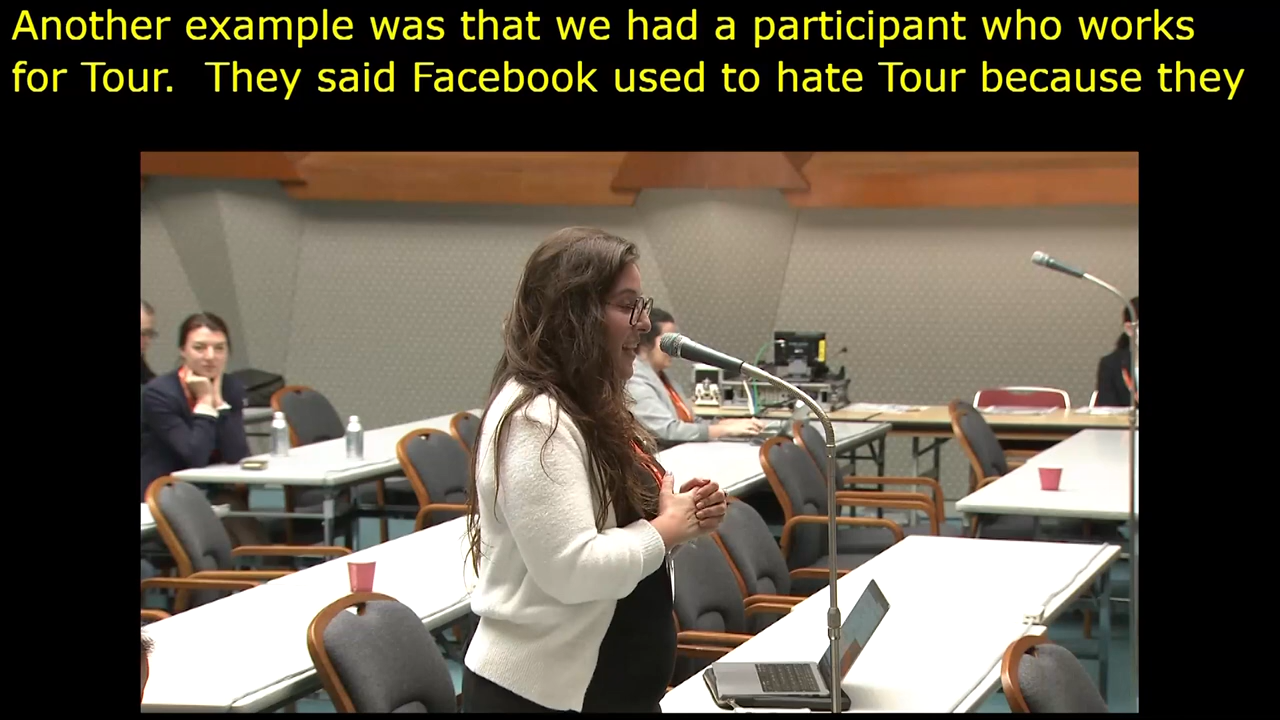 Another example was that we had a participant who works
for Tour.  They said Facebook used to hate Tour because they